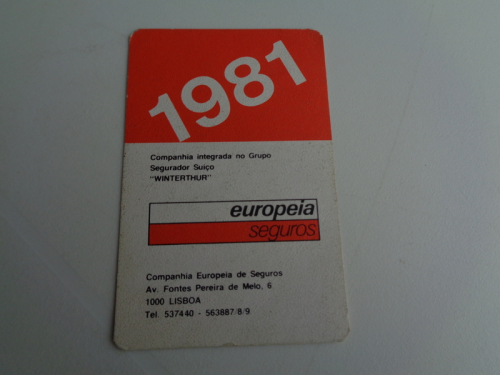 1981
Companhia integrada no Grupo
Segurador Suiço
"WINTERTHUR"
europeia
seguros
Companhia Europeia de Seguros
Av. Fontes Pereira de Melo, 6
1000 LISBOA
Tel. 537440 - 563887/8/9